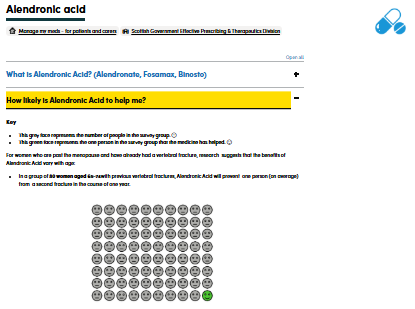 Alendronic acid
Manage my meds - for patients and carers
Scottish Government Effective Prescribing & Therapeutics Division
Open all
What is Alendronic Acid? (Alendronate, Fosamax, Binosto)
How likely is Alendronic Acid to help me?
Key
This grey face represents the number of people in the survey group.
This green face represents the one person in the survey group that the medicine has helped.
For women who are past the menopause and have already had a vertebral fracture, research suggests that the benefits of
Alendronic Acid vary with age:
In a group of 80 women aged with previous vertebral fractures, Alendronic Acid will prevent one person (on average)
from a second fracture in the course of one year.